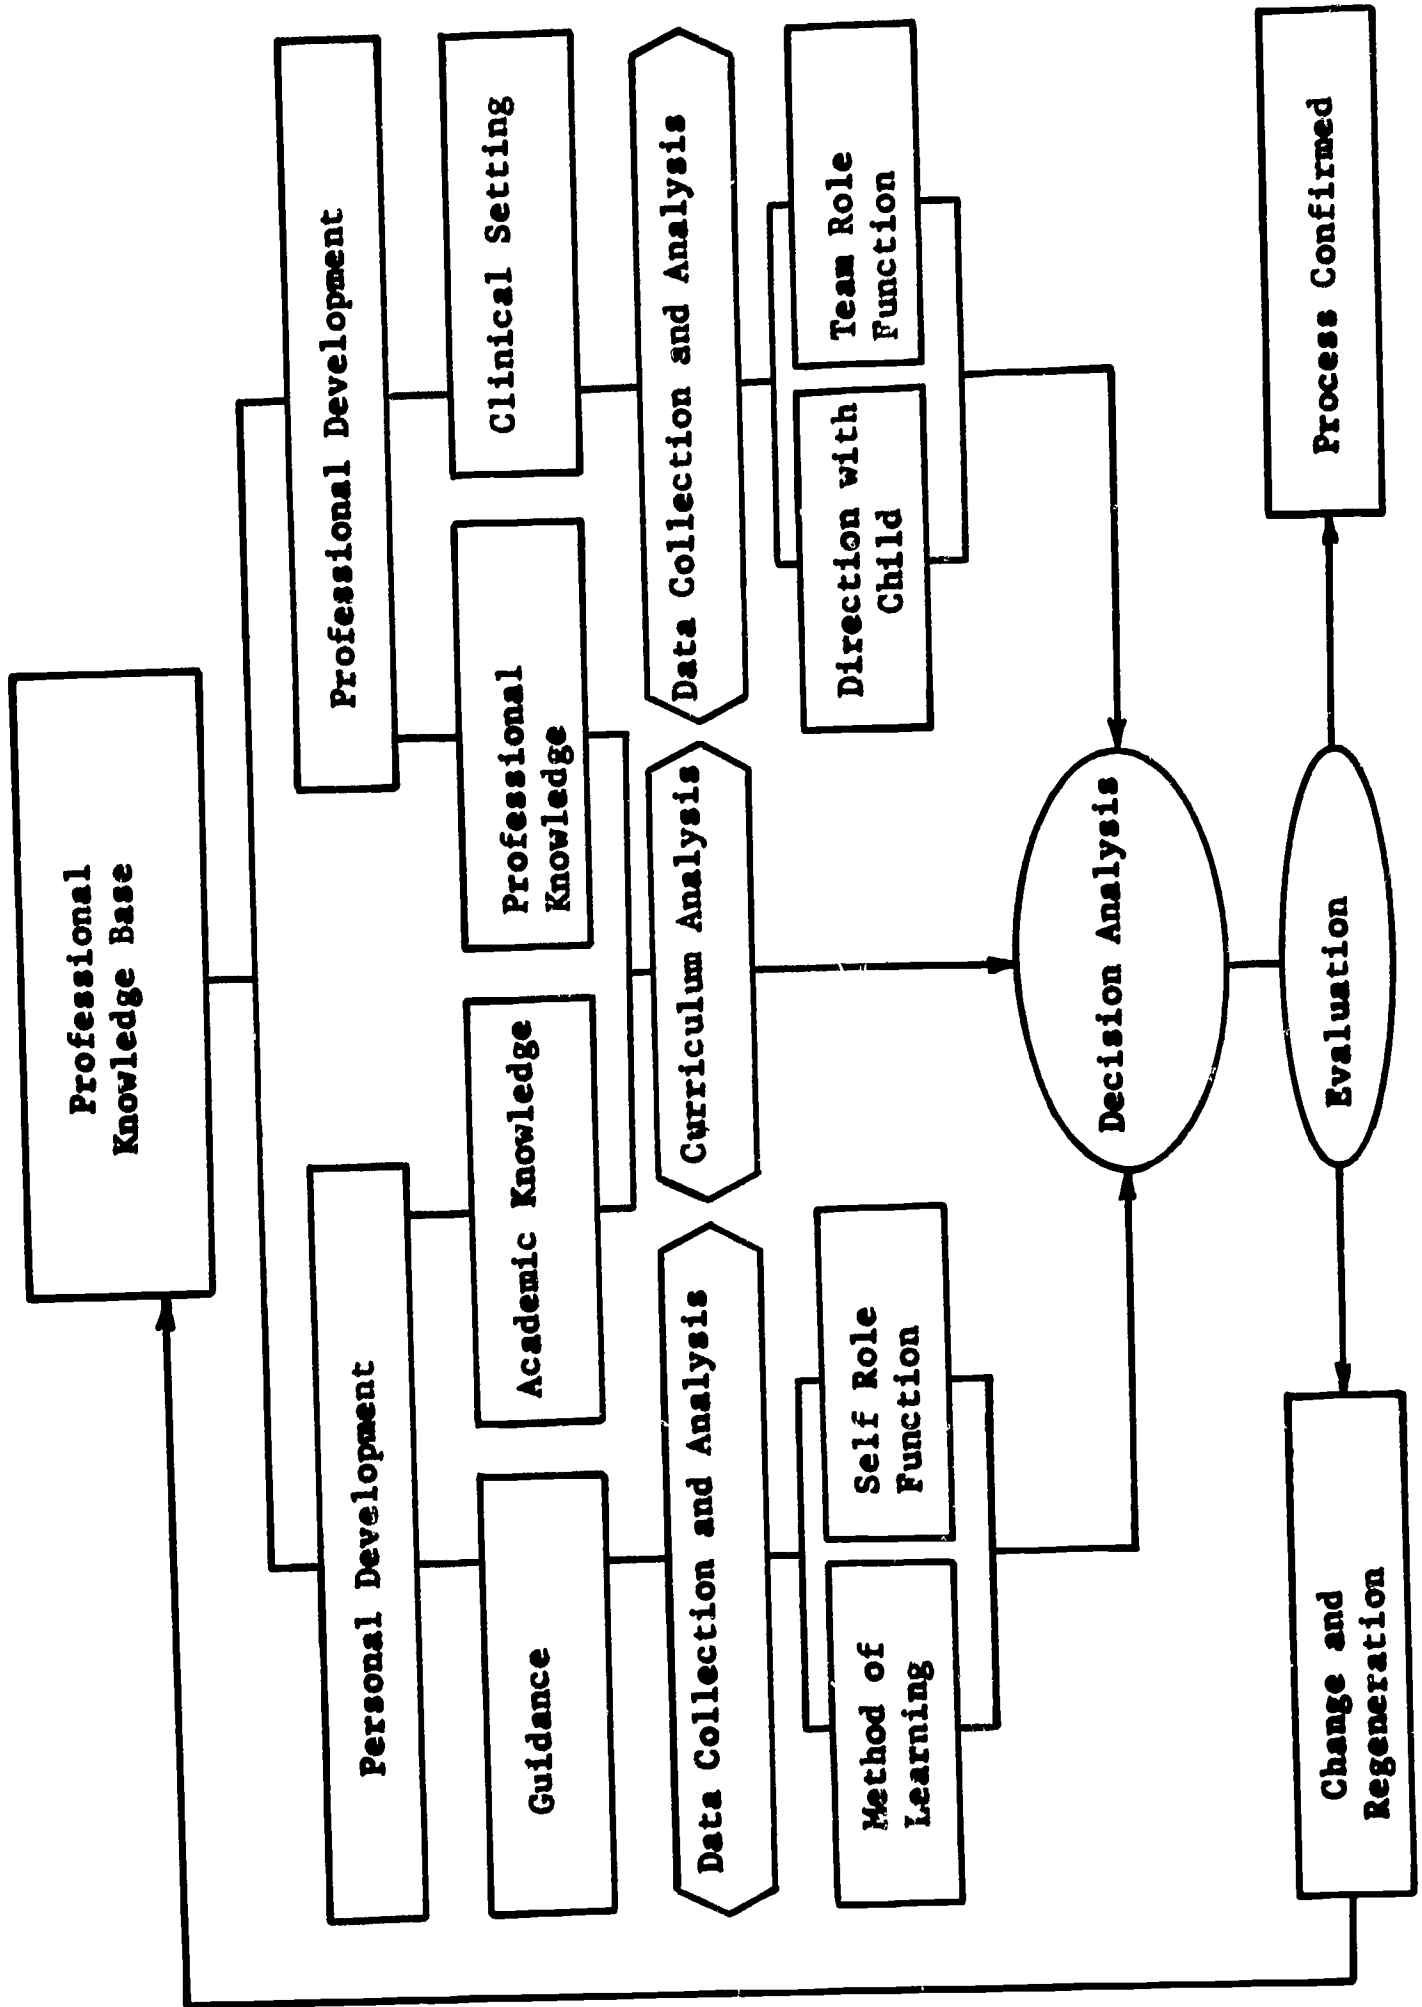 Professional
Knowledge Base
Personal Development
Professional Development
Guidance
Academic Knowledge
Professional
Knowledge
Clinical Setting
Data Collection and Analysis
Curriculum Analysis
Data Collection and Analysis
Method of
Learning
Self Role
Function
Direction with
Child
Team Role
Function
Decision Analysis
Evaluation
Change and
Regeneration
Process Confirmed